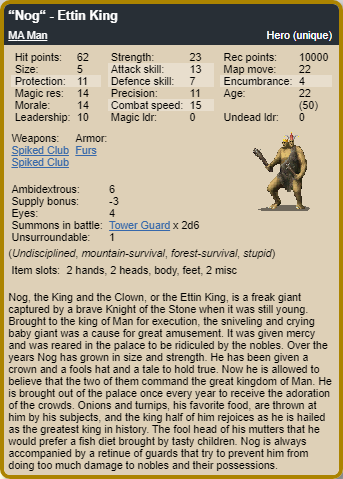 “Nog“ - Ettin King
MA Man Hero (unique)
Hit points: 62 Strength: 23 Rec points: 10000
Size: 5 Attack skill: 13 Map move: 22
Protection: 11 Defence skill: 7 Encumbrance: 4
Magic res: 14 Precision: 11 Age: 22
Morale: 14 Combat speed: 15 (50)
Leadership: 10 Magic ldr: 0 Undead ldr: 0
Weapons: Armor:
Spiked Club Furs
Spiked Club
Ambidextrous: 6
Supply bonus: -3
Eyes: 4
Summons in battle: Tower Guard x 2d6
Unsurroundable: 1
(Undisciplined, mountain-survival, forest-survival, stupid)
Item slots: 2 hands, 2 heads, body, feet, 2 misc
Nog, the King and the Clown, or the Ettin King, is a freak giant
captured by a brave Knight of the Stone when it was still young.
Brought to the king of Man for execution, the sniveling and crying
baby giant was a cause for great amusement. It was given mercy
and was reared in the palace to be ridiculed by the nobles. Over the
years Nog has grown in size and strength. He has been given a
crown and a fools hat and a tale to hold true. Now he is allowed to
believe that the two of them command the great kingdom of Man. He
is brought out of the palace once every year to receive the adoration
of the crowds. Onions and turnips, his favorite food, are thrown at
him by his subjects, and the king half of him rejoices as he is hailed
as the greatest king in history. The fool head of his mutters that he
would prefer a fish diet brought by tasty children. Nog is always
accompanied by a retinue of guards that try to prevent him from
doing too much damage to nobles and their possessions.